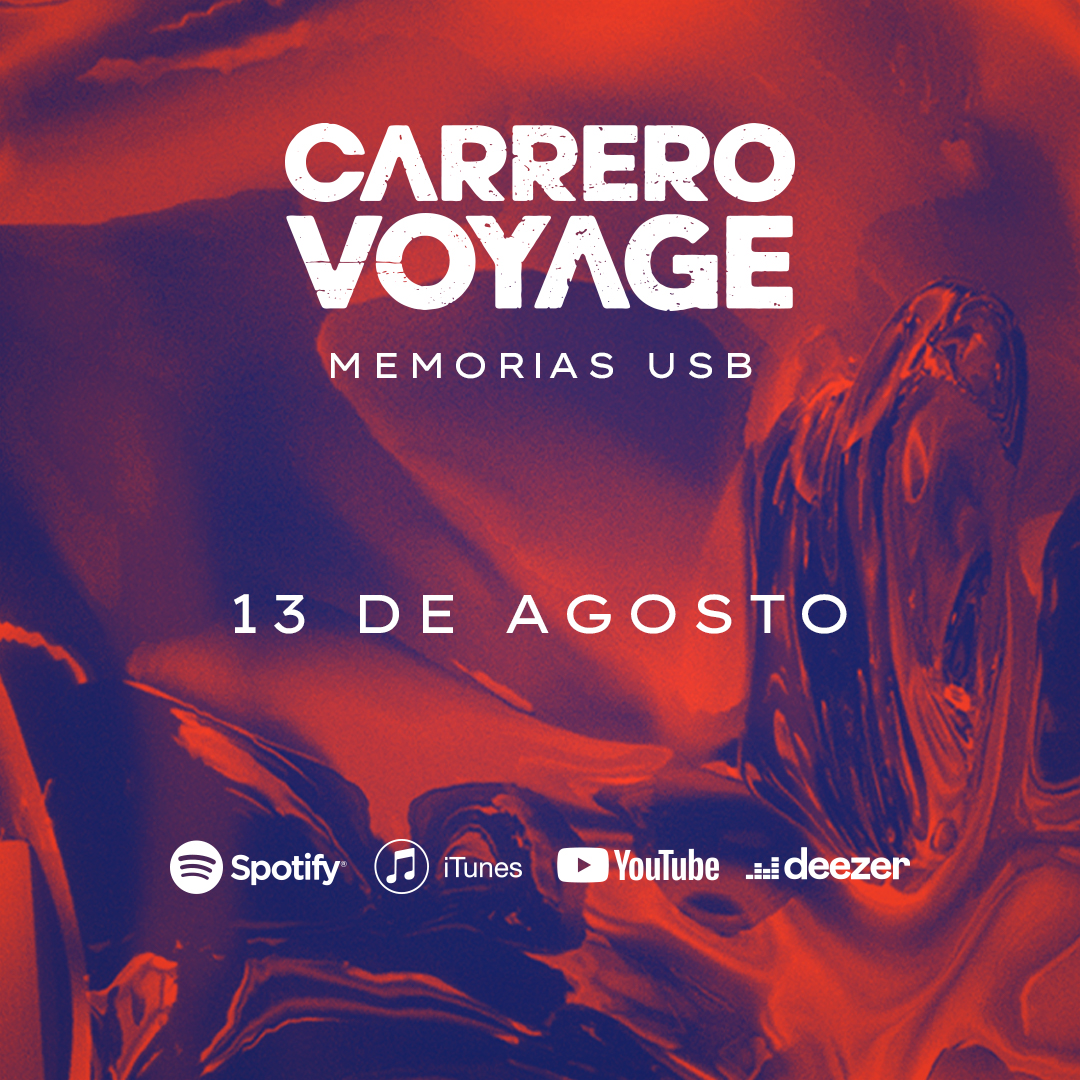 CARRERO
VOYAGE
MEMORIAS USB
13 DE AGOSTO
Spotify® iTunes YouTube deezer